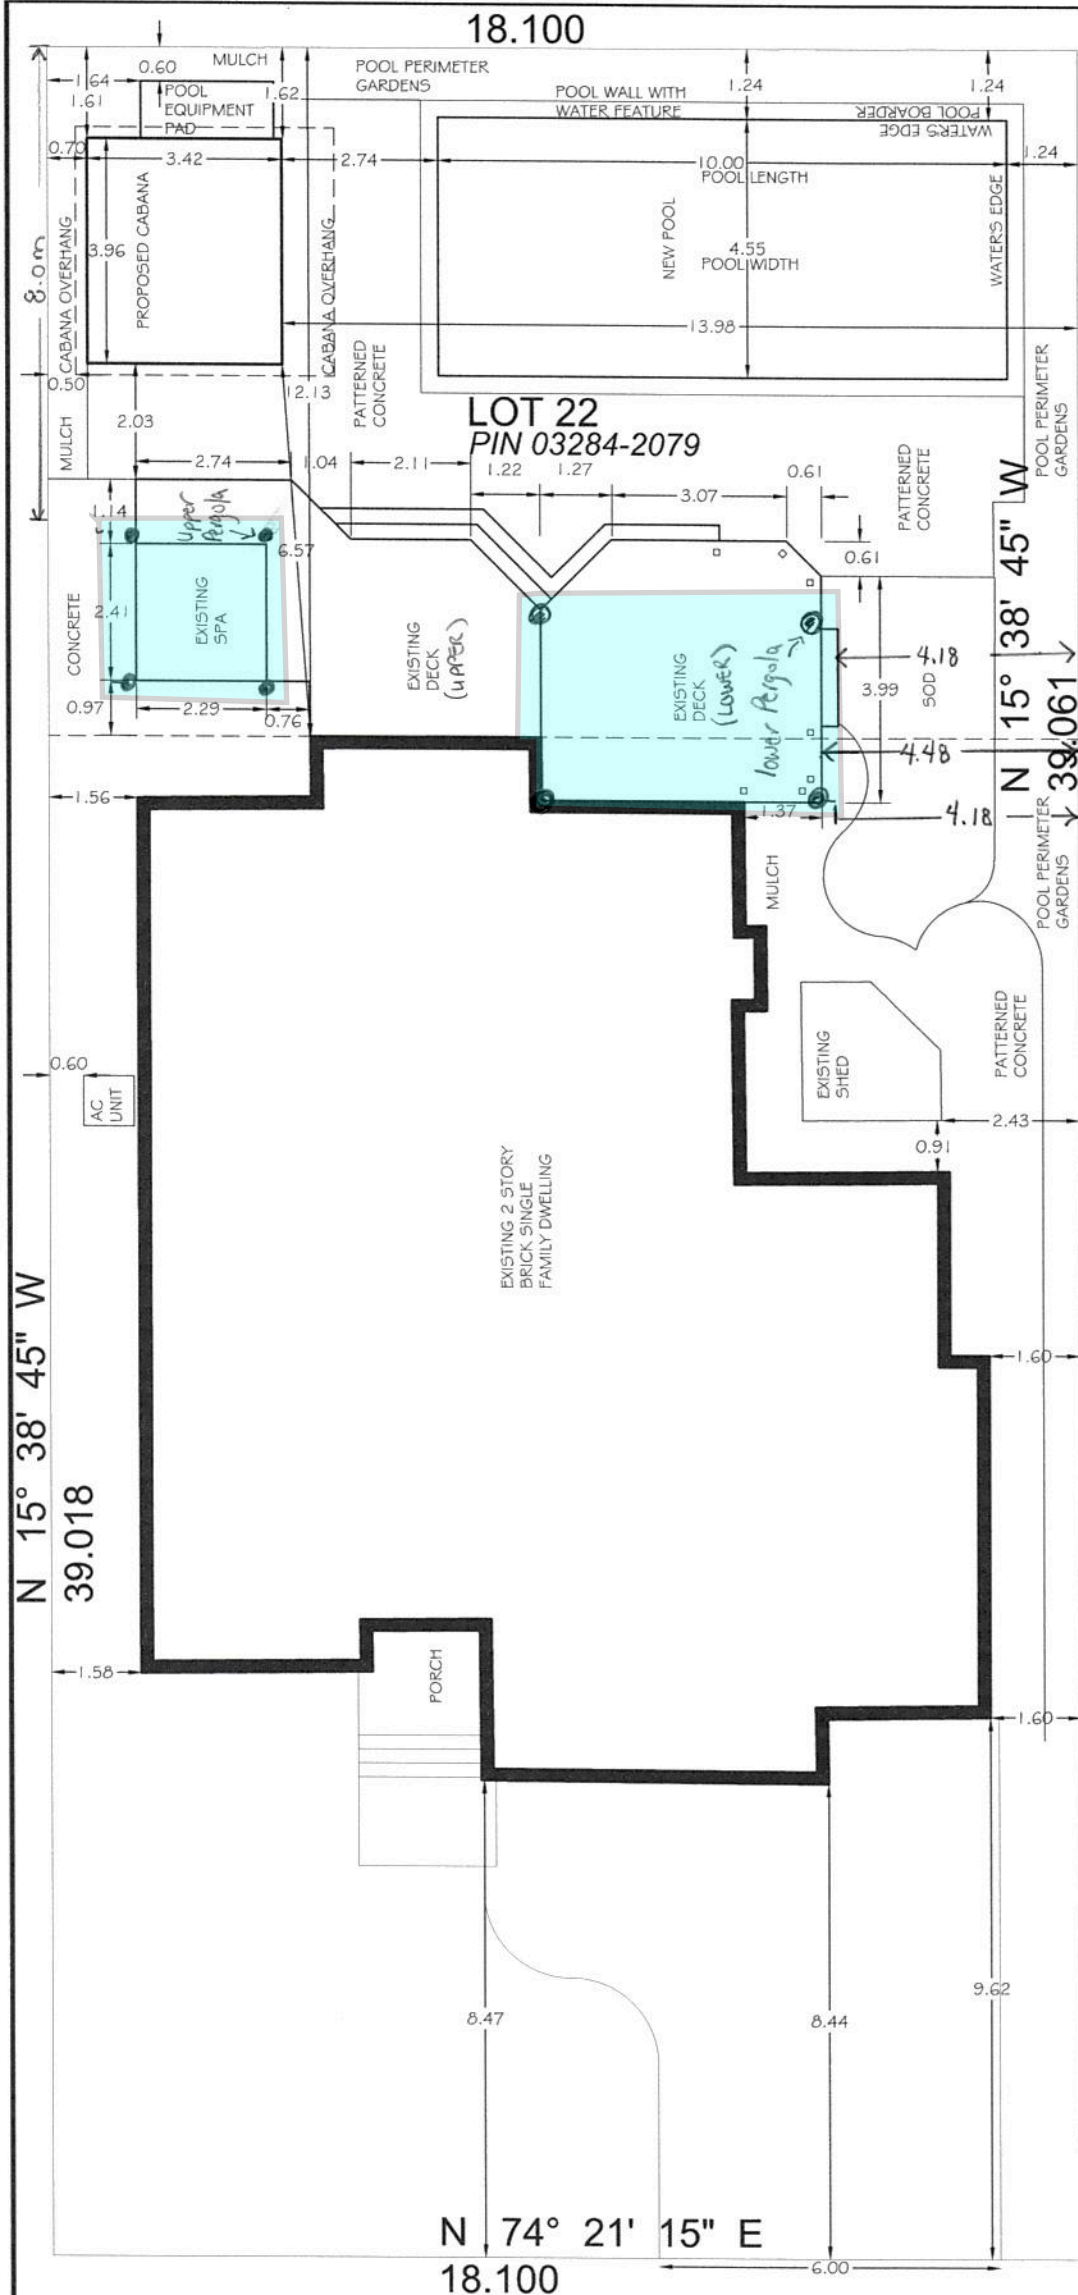 18.100
MULCH
0.60
1.64
1.61
POOL
EQUIPMENT
PAD
1.62
POOL PERIMETER
GARDENS
POOL WALL WITH
WATER FEATURE
1.24
1.24
POOL BOARDER
WATER'S EDGE
0.70
3.42
2.74
10.00
POOL LENGTH
1.24
8.0m
CABANA OVERHANG
3.96
PROPOSED CABANA
CABANA OVERHANG
NEW POOL
4.55
POOL WIDTH
WATER'S EDGE
13.98
0.50
MULCH
2.03
12.13
PATTERNED
CONCRETE
LOT 22
PIN 03284-2079
POOL PERIMETER
GARDENS
2.74
1.04
2.11
1.22
1.27
3.07
0.61
PATTERNED
CONCRETE
1.14
Upper
Pergola
6.57
0.61
N 15° 38' 45" W
39.061
CONCRETE
2.41
EXISTING
SPA
EXISTING
DECK
(UPPER)
EXISTING
DECK
(LOWER)
lower Pergola
4.18
3.99
SOD
0.97
2.29
0.76
4.48
1.56
1.37
4.18
MULCH
POOL PERIMETER
GARDENS
0.60
AC
UNIT
EXISTING
SHED
PATTERNED
CONCRETE
2.43
0.91
EXISTING 2 STORY
BRICK SINGLE
FAMILY DWELLING
1.60
N 15° 38' 45" W
39.018
1.58
PORCH
1.60
8.47
8.44
9.62
N 74° 21' 15" E
18.100
6.00